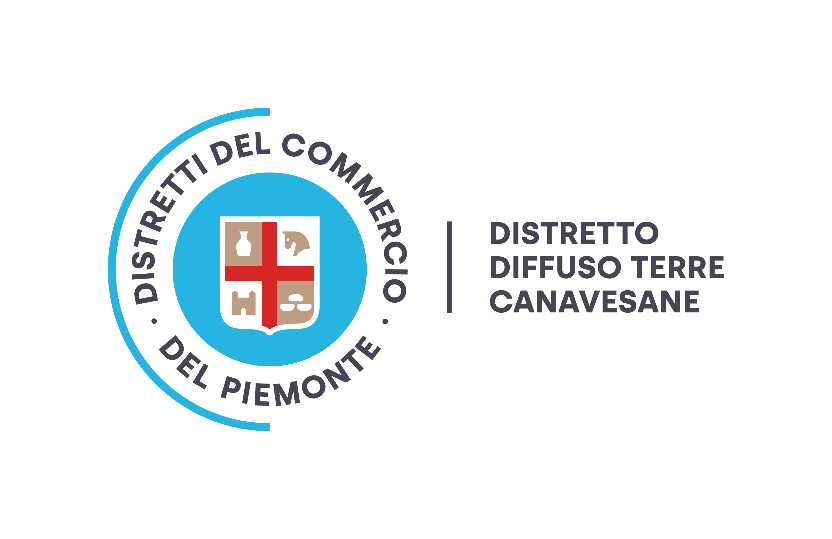 DISTRETTI DEL COMMERCIO
· DEL PIEMONTE ·
DISTRETTO
DIFFUSO TERRE
CANAVESANE